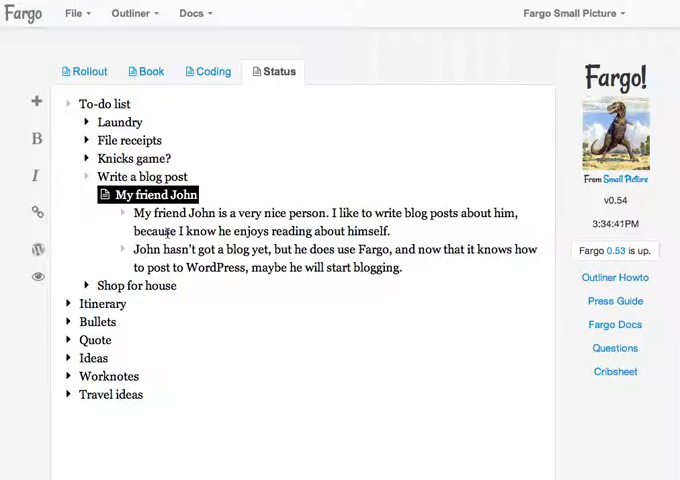 Fargo File Outliner Docs Fargo Small Picture
Rollout Book Coding Status
To-do list
Laundry
File receipts
Knicks game?
Write a blog post
My friend John
My friend John is a very nice person. I like to write blog posts about him,
because I know he enjoys reading about himself.
John hasn't got a blog yet, but he does use Fargo, and now that it knows how
to post to WordPress, maybe he will start blogging.
Shop for house
Itinerary
Bullets
Quote
Ideas
Worknotes
Travel ideas
B
I
Fargo!
From Small Picture
v0.54
3:34:41PM
Fargo 0.53 is up.
Outliner Howto
Press Guide
Fargo Docs
Questions
Cribsheet